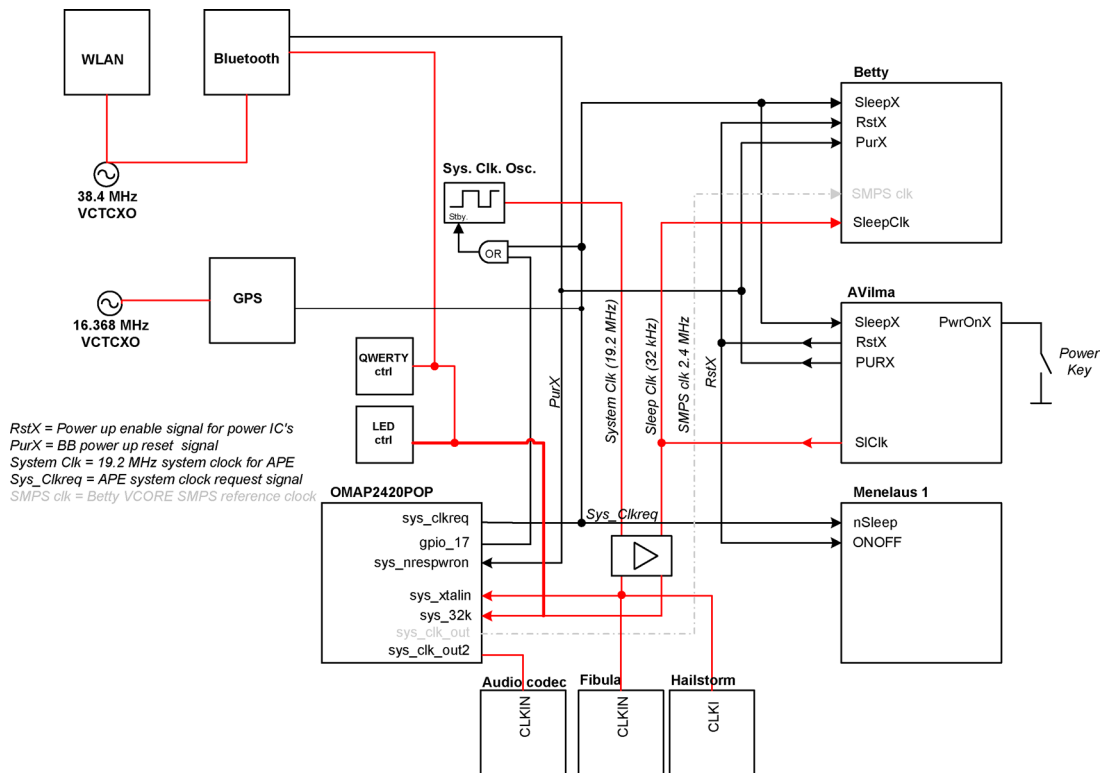 WLAN
Bluetooth
38.4 MHz
VCTCXO
Sys. Clk. Osc.
Stby.
OR
GPS
16.368 MHz
VCTCXO
QWERTY
ctrl
LED
ctrl
RstX = Power up enable signal for power IC's
PurX = BB power up reset signal
System Clk = 19.2 MHz system clock for APE
Sys_Clkreq = APE system clock request signal
SMPS clk = Betty VCORE SMPS reference clock
PurX
System Clk (19.2 MHz)
Sleep Clk (32 kHz)
SMPS clk 2.4 MHz
RstX
Betty
SleepX
RstX
PurX
SMPS clk
SleepClk
AVilma
SleepX
PwrOnX
RstX
PURX
SlClk
Power
Key
OMAP2420POP
sys_clkreq
gpio_17
sys_nrespwron
sys_xtalin
sys_32k
sys_clk_out
sys_clk_out2
Sys_Clkreq
Menelaus 1
nSleep
ONOFF
Audio codec
CLKIN
Fibula
CLKIN
Hailstorm
CLKI